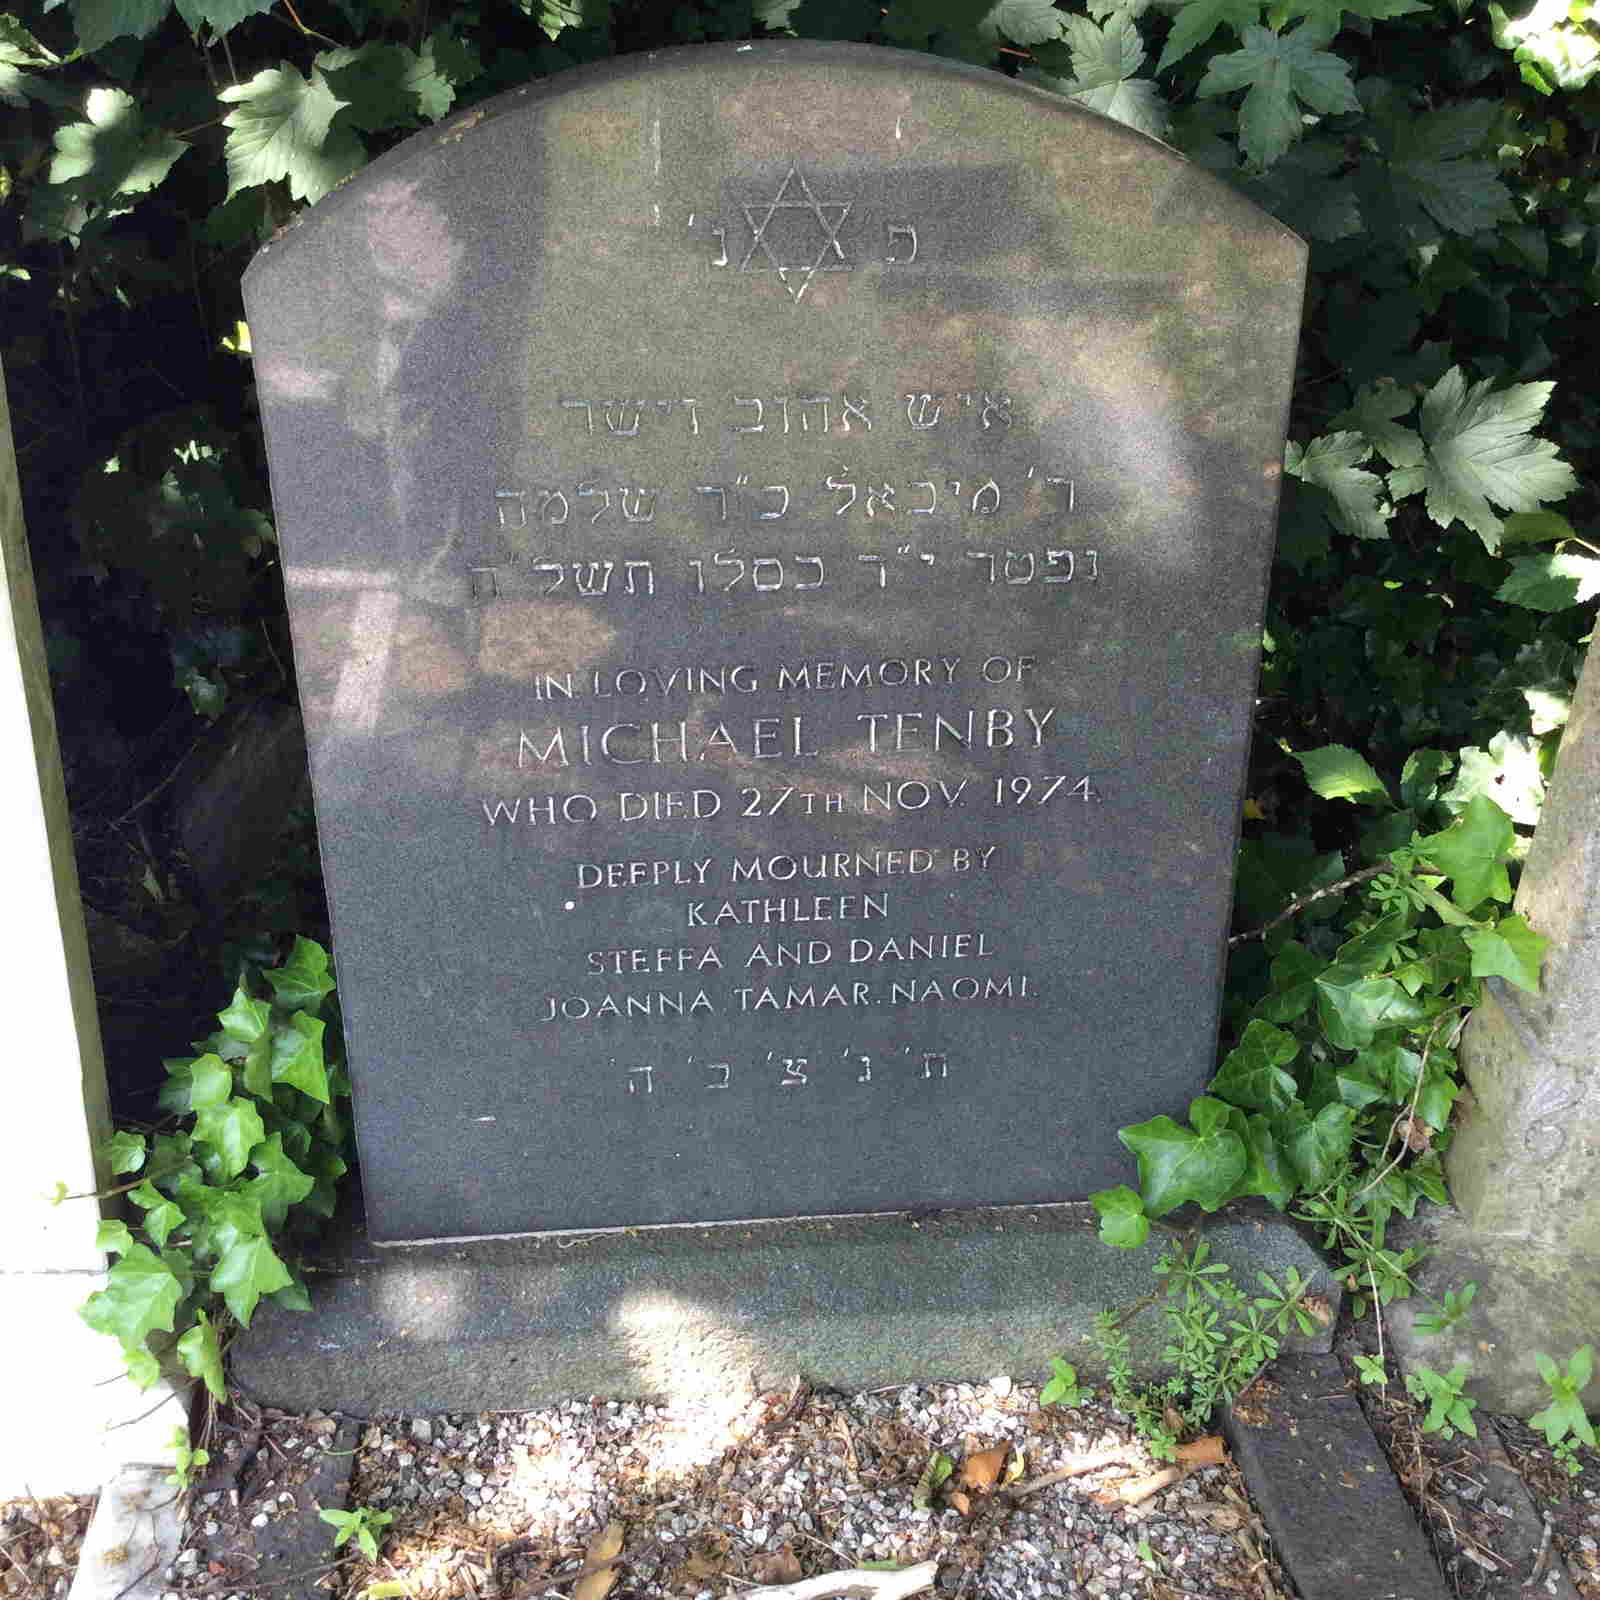 פ' נ'
איש אהוב וישר
ר' מיכאל ב"ר שלמה
נפטר י"ד כסלו תשל"ה
IN LOVING MEMORY OF
MICHAEL TENBY
WHO DIED 27TH NOV. 1974.
DEEPLY MOURNED BY
KATHLEEN
STEFFA AND DANIEL
JOANNA. TAMAR. NAOMI.
ת' נ' צ' ב' ה'